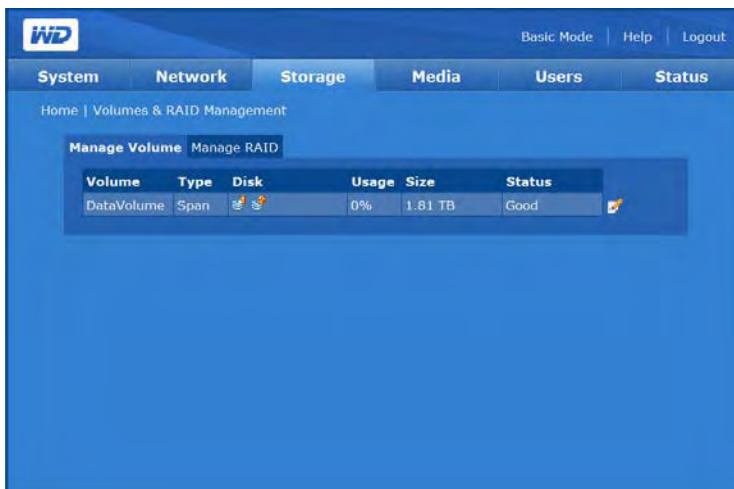 WD
Basic Mode | Help | Logout
System Network Storage Media Users Status
Home | Volumes & RAID Management
Manage Volume Manage RAID
Volume Type Disk Usage Size Status
DataVolume Span 0% 1.81 TB Good